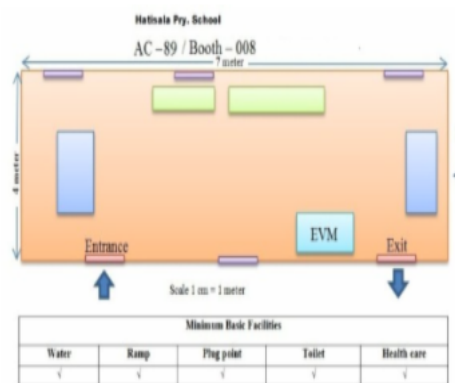 Hatisala Pry. School
AC – 89 / Booth – 008
7 meter
4 meter
Entrance
EVM
Exit
Scale 1 cm = 1 meter
Minimum Basic Facilities
Water Ramp Plug point Toilet Health care
√ √ √ √ √